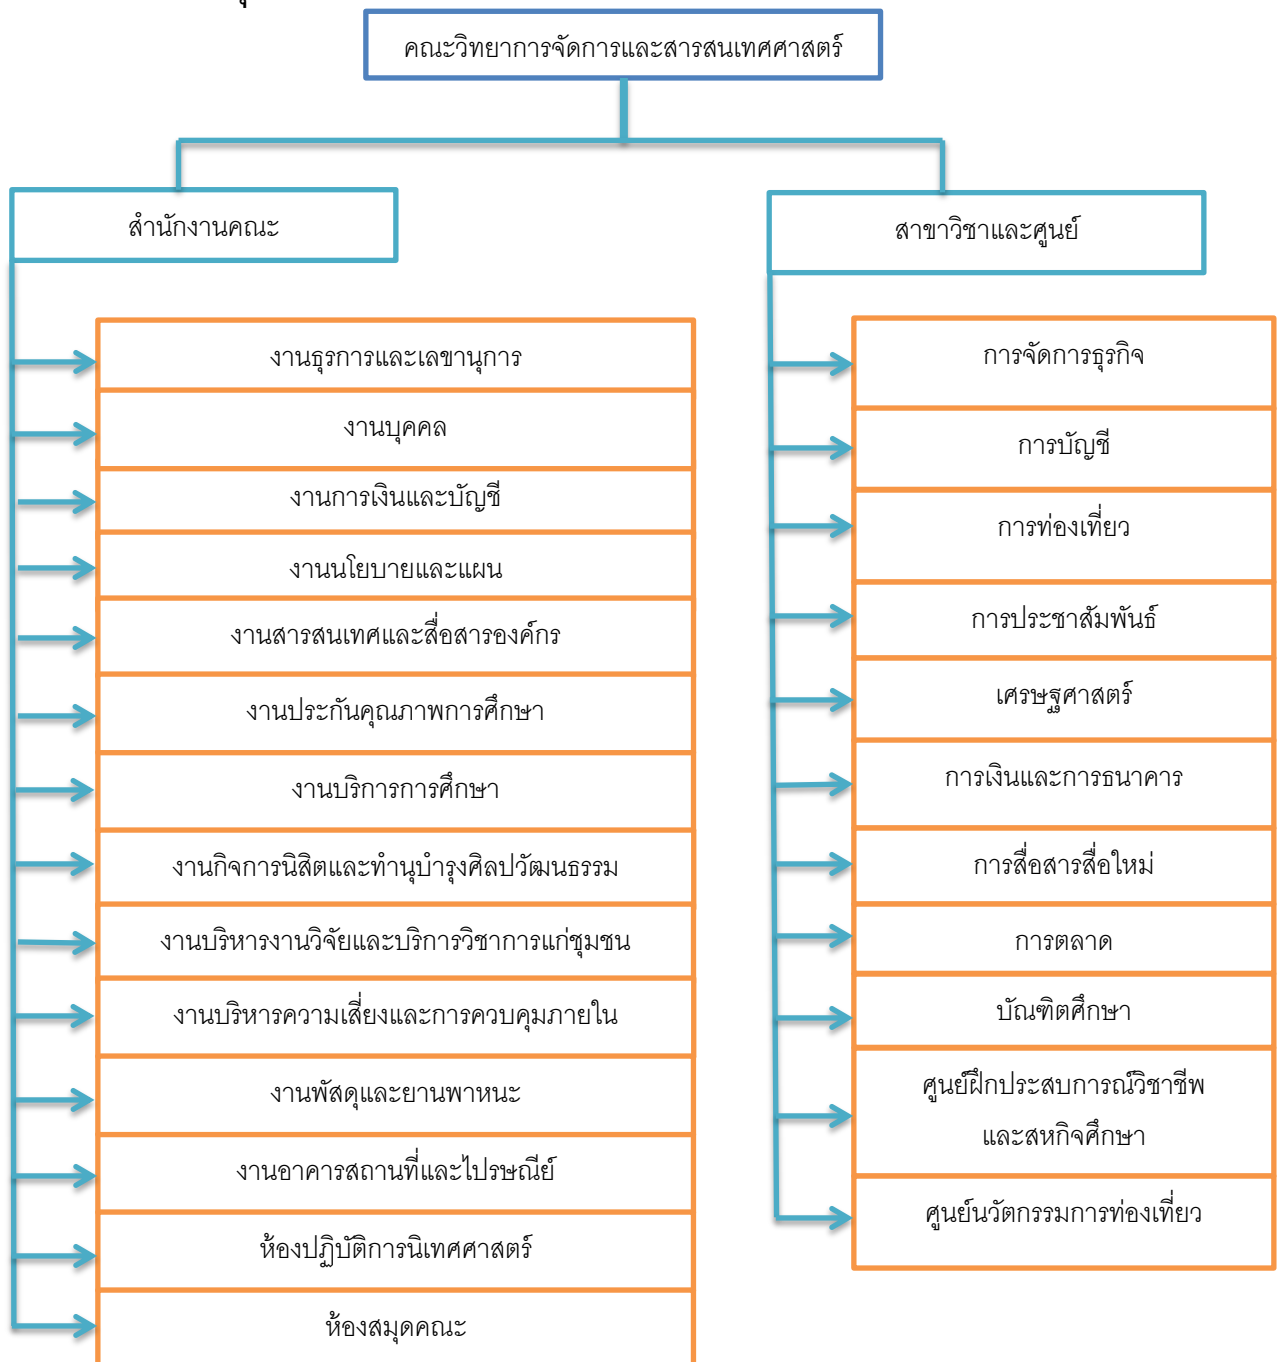 คณะวิทยาการจัดการและสารสนเทศศาสตร์
สำนักงานคณะ
งานธุรการและเลขานุการ
งานบุคคล
งานการเงินและบัญชี
งานนโยบายและแผน
งานสารสนเทศและสื่อสารองค์กร
งานประกันคุณภาพการศึกษา
งานบริการการศึกษา
งานกิจการนิสิตและทำนุบำรุงศิลปวัฒนธรรม
งานบริหารงานวิจัยและบริการวิชาการแก่ชุมชน
งานบริหารความเสี่ยงและการควบคุมภายใน
งานพัสดุและยานพาหนะ
งานอาคารสถานที่และไปรษณีย์
ห้องปฏิบัติการนิเทศศาสตร์
ห้องสมุดคณะ
สาขาวิชาและศูนย์
การจัดการธุรกิจ
การบัญชี
การท่องเที่ยว
การประชาสัมพันธ์
เศรษฐศาสตร์
การเงินและการธนาคาร
การสื่อสารสื่อใหม่
การตลาด
บัณฑิตศึกษา
ศูนย์ฝึกประสบการณ์วิชาชีพ
และสหกิจศึกษา
ศูนย์นวัตกรรมการท่องเที่ยว